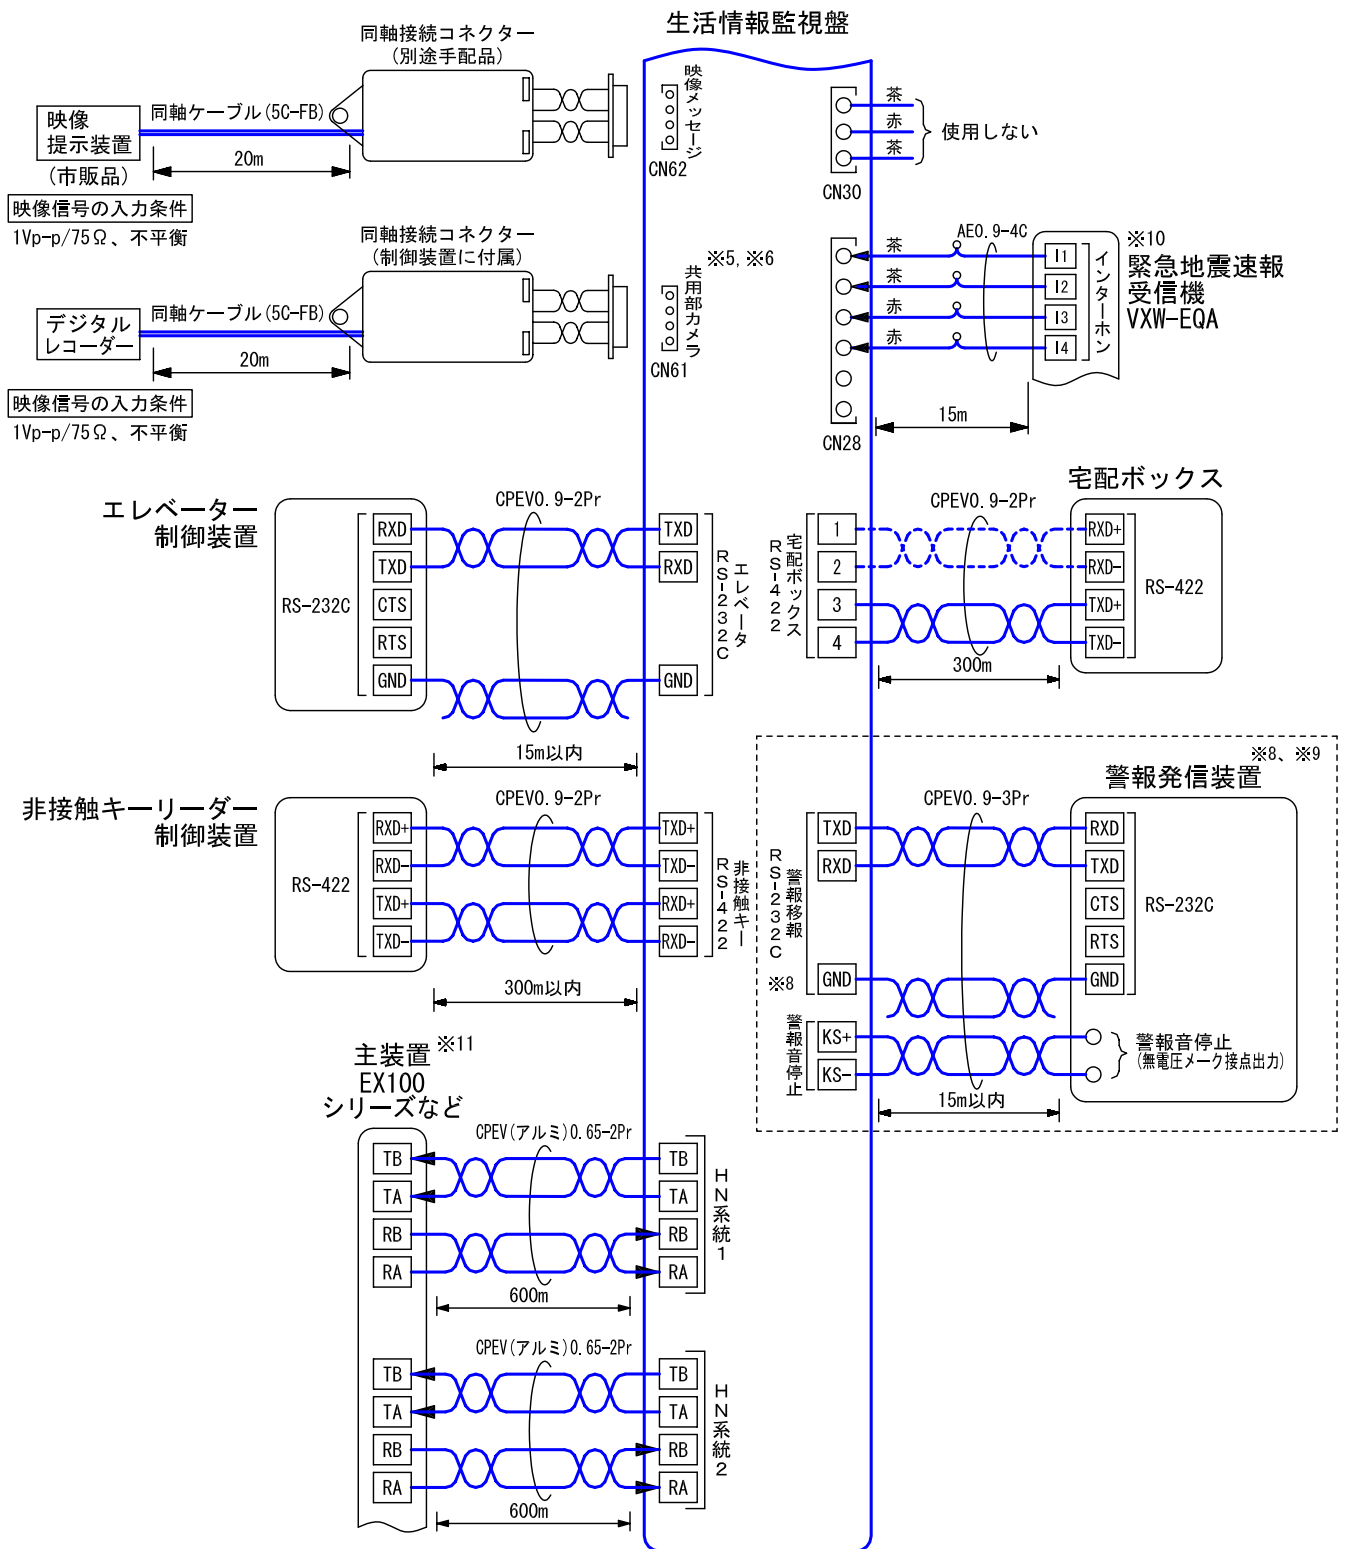 生活情報監視盤
同軸接続コネクター
(別途手配品)
同軸ケーブル(5C-FB)
映像
提示装置
(市販品)
20m
映像信号の入力条件
1Vp-p/75Ω、不平衡
映像メッセージ
CN62
茶
赤
茶
使用しない
CN30
同軸接続コネクター
(制御装置に付属)
同軸ケーブル(5C-FB)
デジタル
レコーダー
20m
映像信号の入力条件
1Vp-p/75Ω、不平衡
※5, ※6
共用部カメラ
CN61
茶
茶
赤
赤
AE0.9-4C
I1
I2
I3
I4
インターホン
※10
緊急地震速報
受信機
VXW-EQA
15m
CN28
エレベーター
制御装置
RS-232C
RXD
TXD
CTS
RTS
GND
CPEV0.9-2Pr
15m以内
TXD
RXD
GND
エレベータ
RS-232C
宅配ボックス
RS-422
1
2
3
4
CPEV0.9-2Pr
300m
宅配ボックス
RXD+
RXD-
TXD+
TXD-
RS-422
非接触キーリーダー
制御装置
RS-422
RXD+
RXD-
TXD+
TXD-
CPEV0.9-2Pr
300m以内
TXD+
TXD-
RXD+
RXD-
非接触キー
RS-422
※8、※9
警報発信装置
警報移報
RS-232C
※8
TXD
RXD
GND
警報音停止
KS+
KS-
CPEV0.9-3Pr
15m以内
RXD
TXD
CTS
RTS
GND
RS-232C
警報音停止
(無電圧メーク接点出力)
主装置 ※11
EX100
シリーズなど
TB
TA
RB
RA
CPEV(アルミ)0.65-2Pr
600m
TB
TA
RB
RA
HN系統1
TB
TA
RB
RA
CPEV(アルミ)0.65-2Pr
600m
TB
TA
RB
RA
HN系統2